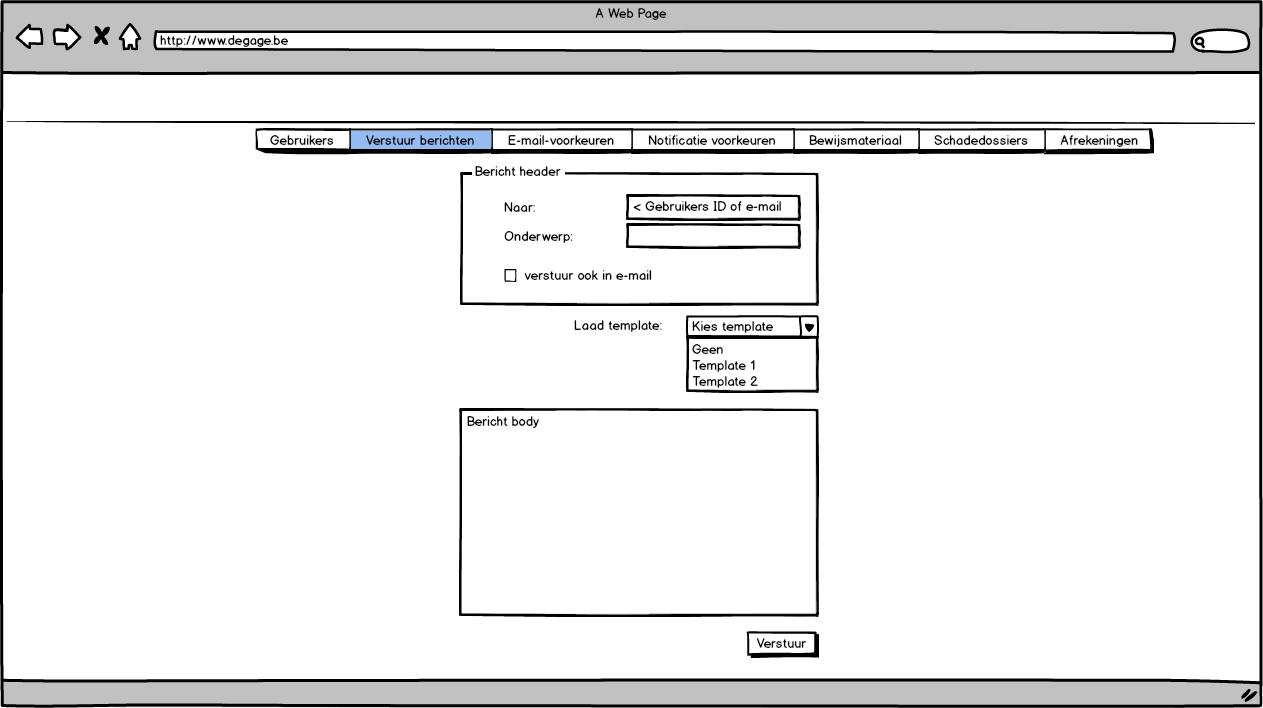 A Web Page
http://www.degage.be
Gebruikers Verstuur berichten E-mail-voorkeuren Notificatie voorkeuren Bewijsmateriaal Schadedossiers Afrekeningen
Bericht header
Naar: < Gebruikers ID of e-mail
Onderwerp:
verstuur ook in e-mail
Laad template: Kies template
Geen
Template 1
Template 2
Bericht body
Verstuur